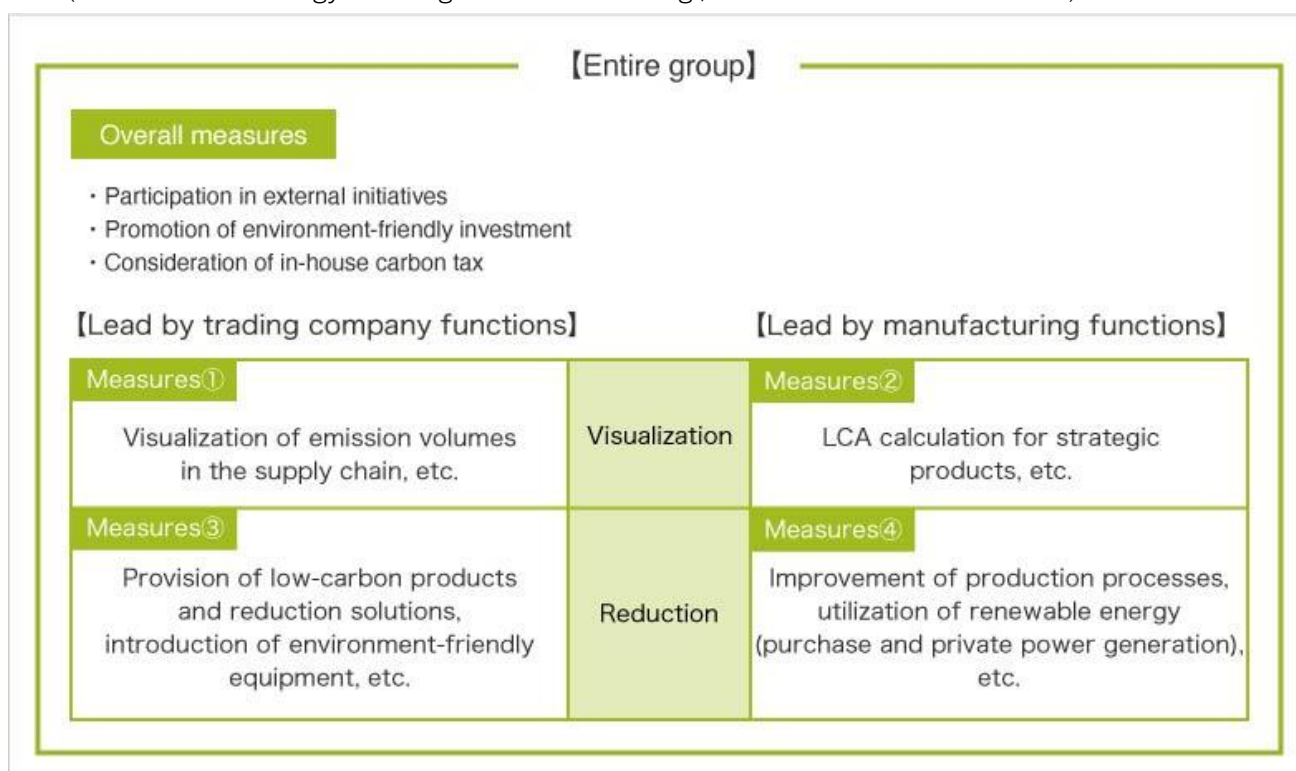 【Entire group】
Overall measures
・Participation in external initiatives
・Promotion of environment-friendly investment
・Consideration of in-house carbon tax
【Lead by trading company functions】
【Lead by manufacturing functions】
Measures①
Visualization of emission volumes
in the supply chain, etc.
Visualization
Measures②
LCA calculation for strategic
products, etc.
Measures③
Provision of low-carbon products
and reduction solutions,
introduction of environment-friendly
equipment, etc.
Reduction
Measures④
Improvement of production processes,
utilization of renewable energy
(purchase and private power generation),
etc.